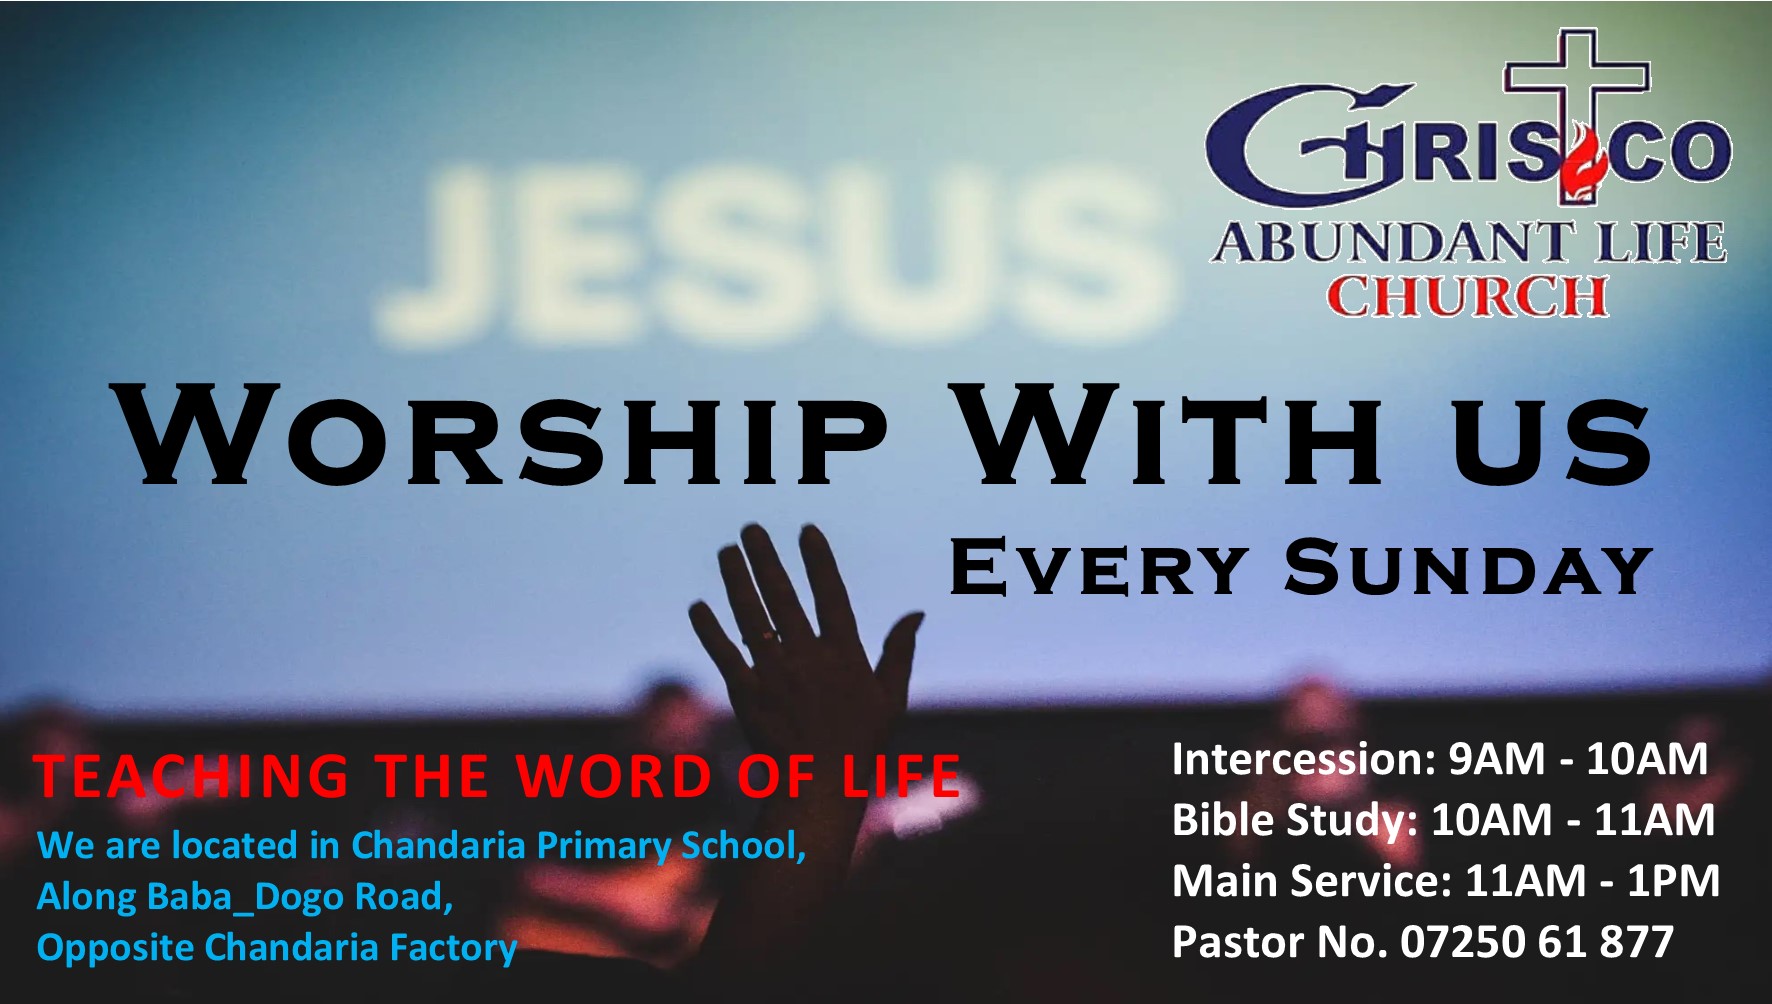 JESUS
CHRISTCO
ABUNDANT LIFE
CHURCH
WORSHIP WITH US
EVERY SUNDAY
TEACHING THE WORD OF LIFE
We are located in Chandaria Primary School,
Along Baba_Dogo Road,
Opposite Chandaria Factory
Intercession: 9AM - 10AM
Bible Study: 10AM - 11AM
Main Service: 11AM - 1PM
Pastor No. 07250 61 877